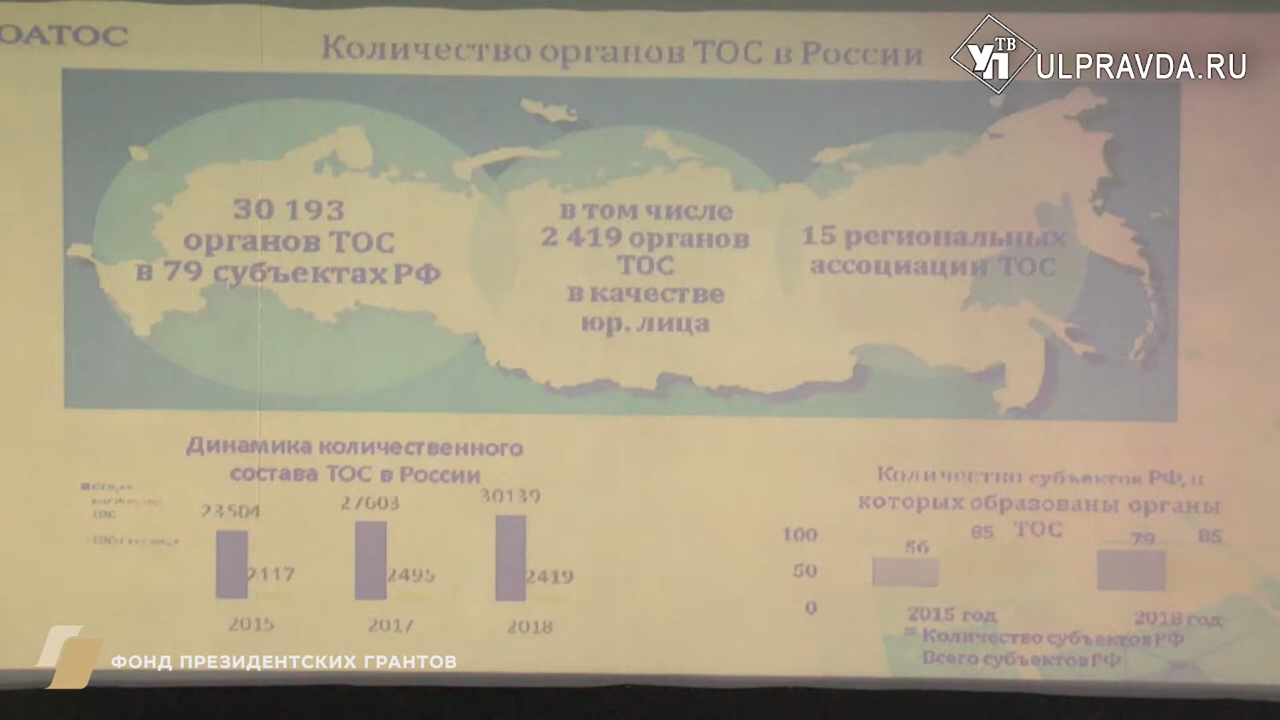 ОАТОС
Количество органов ТОС в России
УП ТВ
ULPRAVDA.RU
30 193
органов ТОС
в 79 субъектах РФ
в том числе
2 419 органов
ТОС
в качестве
юр. лица
15 региональных
ассоциации ТОС
Динамика количественного
состава ТОС в России
ТОС
23504
27603
30139
2117
2495
2419
2015
2017
2018
Количество субъектов РФ, в
которых образованы органы
ТОС
100
50
0
56
85
79
85
2015 год
2018 год
Количество субъектов РФ
Всего субъектов РФ
ФОНД ПРЕЗИДЕНТСКИХ ГРАНТОВ